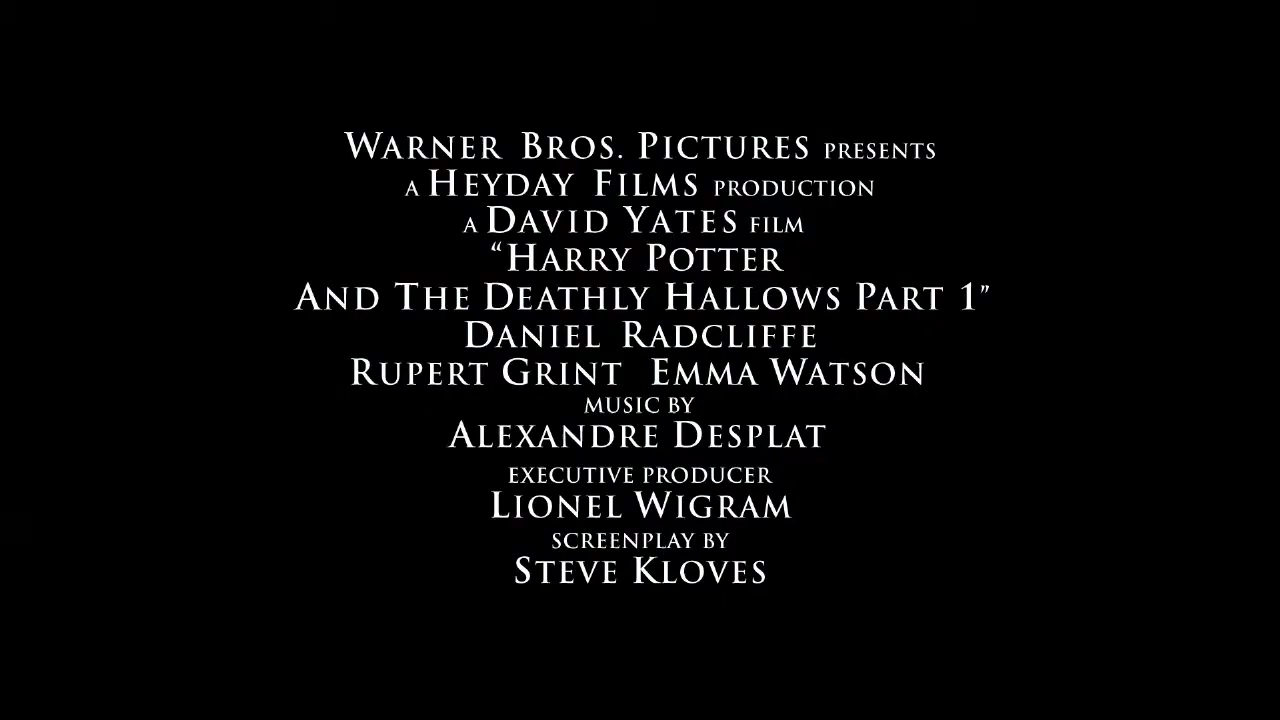 WARNER BROS. PICTURES PRESENTS
A HEYDAY FILMS PRODUCTION
A DAVID YATES FILM
“HARRY POTTER
AND THE DEATHLY HALLOWS PART 1”
DANIEL RADCLIFFE
RUPERT GRINT EMMA WATSON
MUSIC BY
ALEXANDRE DESPLAT
EXECUTIVE PRODUCER
LIONEL WIGRAM
SCREENPLAY BY
STEVE KLOVES